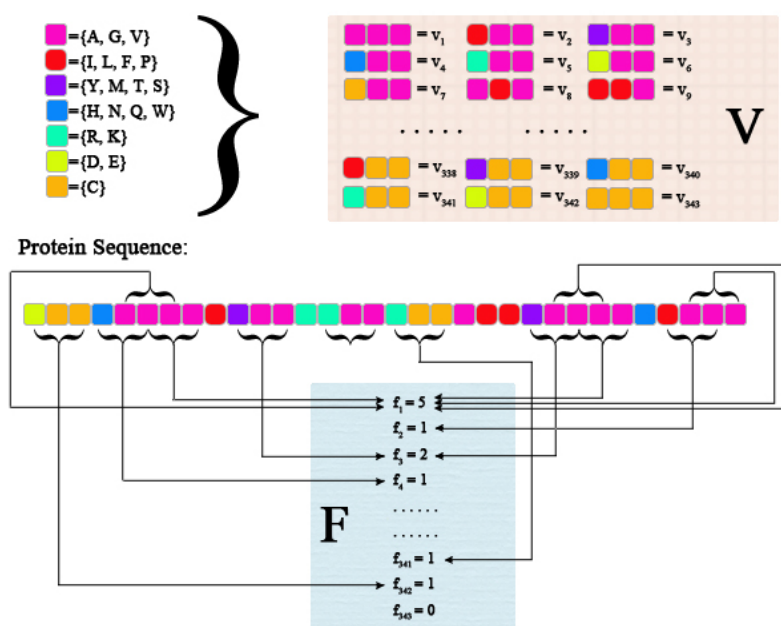 ={A, G, V}
={I, L, F, P}
={Y, M, T, S}
={H, N, Q, W}
={R, K}
={D, E}
={C}
= v₁ = v₂ = v₃
= v₄ = v₅ = v₆
= v₇ = v₈ = v₉
..... .....
= v₃₃₈ = v₃₃₉ = v₃₄₀
= v₃₄₁ = v₃₄₂ = v₃₄₃
V
Protein Sequence:
f₁ = 5
f₂ = 1
f₃ = 2
f₄ = 1
......
......
F
f₃₄₁ = 1
f₃₄₂ = 1
f₃₄₃ = 0